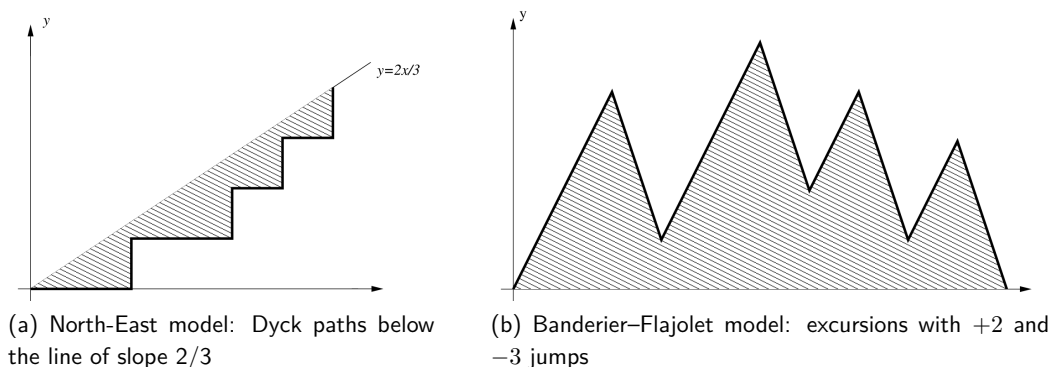 y
y=2x/3
(a) North-East model: Dyck paths below
the line of slope 2/3
y
(b) Banderier–Flajolet model: excursions with +2 and
−3 jumps